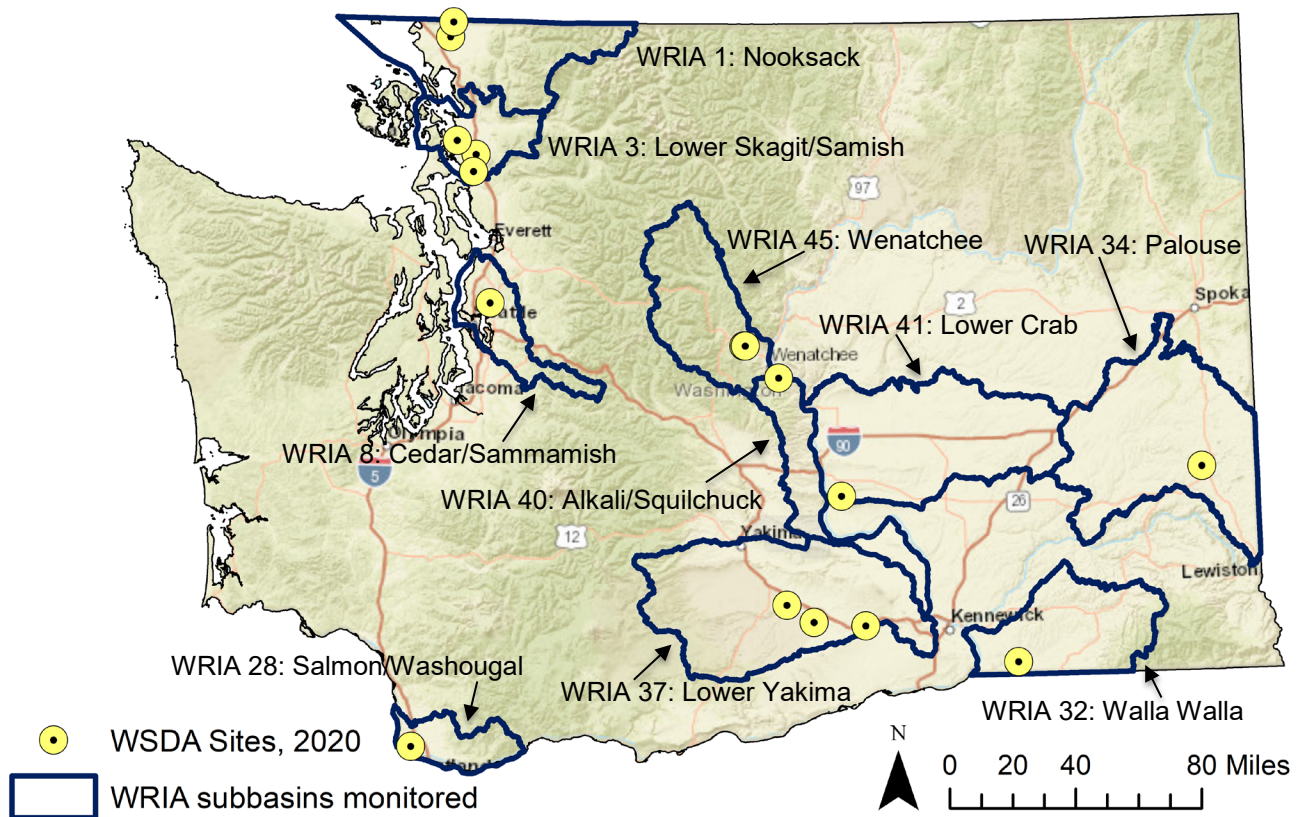 WRIA 1: Nooksack
WRIA 3: Lower Skagit/Samish
97
Everett
WRIA 45: Wenatchee
WRIA 34: Palouse
2
Spoka
WRIA 41: Lower Crab
Wenatchee
Washington
90
WRIA 8: Cedar/Sammamish
5
WRIA 40: Alkali/Squilchuck
26
12
Yakima
Lewiston
Kennewick
WRIA 28: Salmon/Washougal
WRIA 37: Lower Yakima
WRIA 32: Walla Walla
WSDA Sites, 2020
WRIA subbasins monitored
N
0 20 40 80 Miles